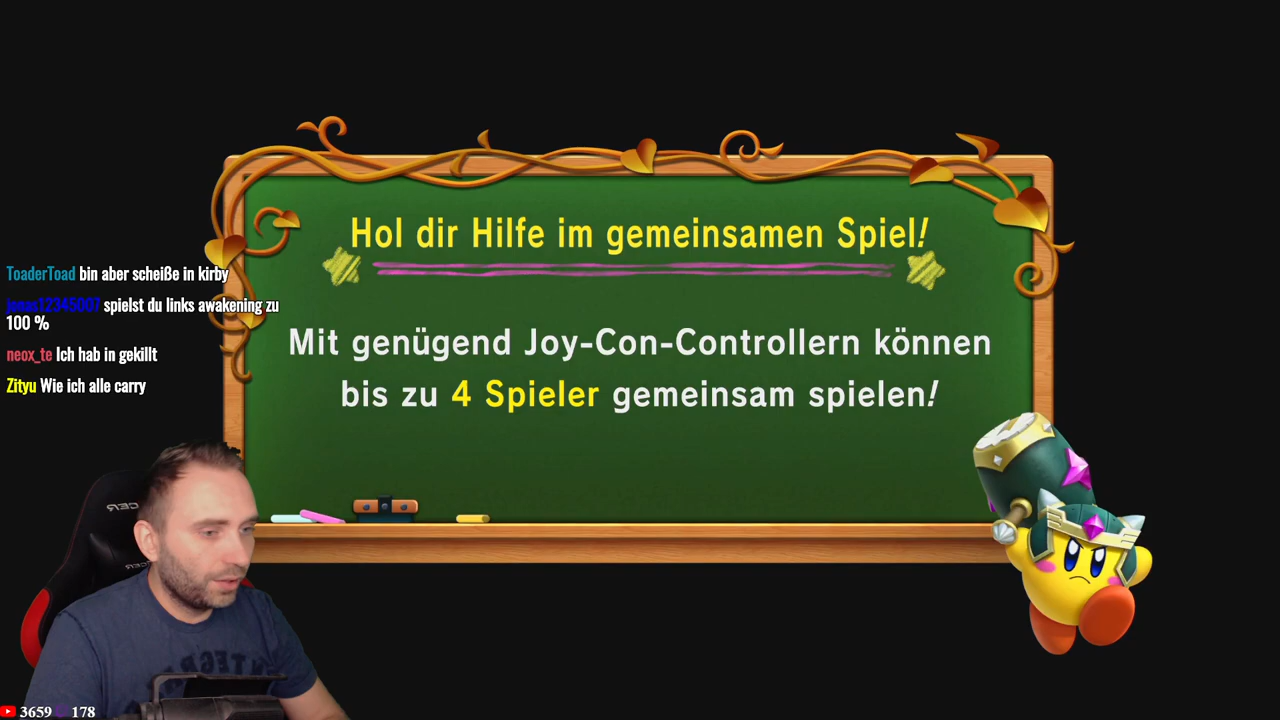 Hol dir Hilfe im gemeinsamen Spiel!
Mit genügend Joy-Con-Controllern können
bis zu 4 Spieler gemeinsam spielen!
ToaderToad bin aber scheiße in kirby
jonas12345007 spielst du links awakening zu
100 %
neox_te Ich hab in gekillt
Zityu Wie ich alle carry
3659 178